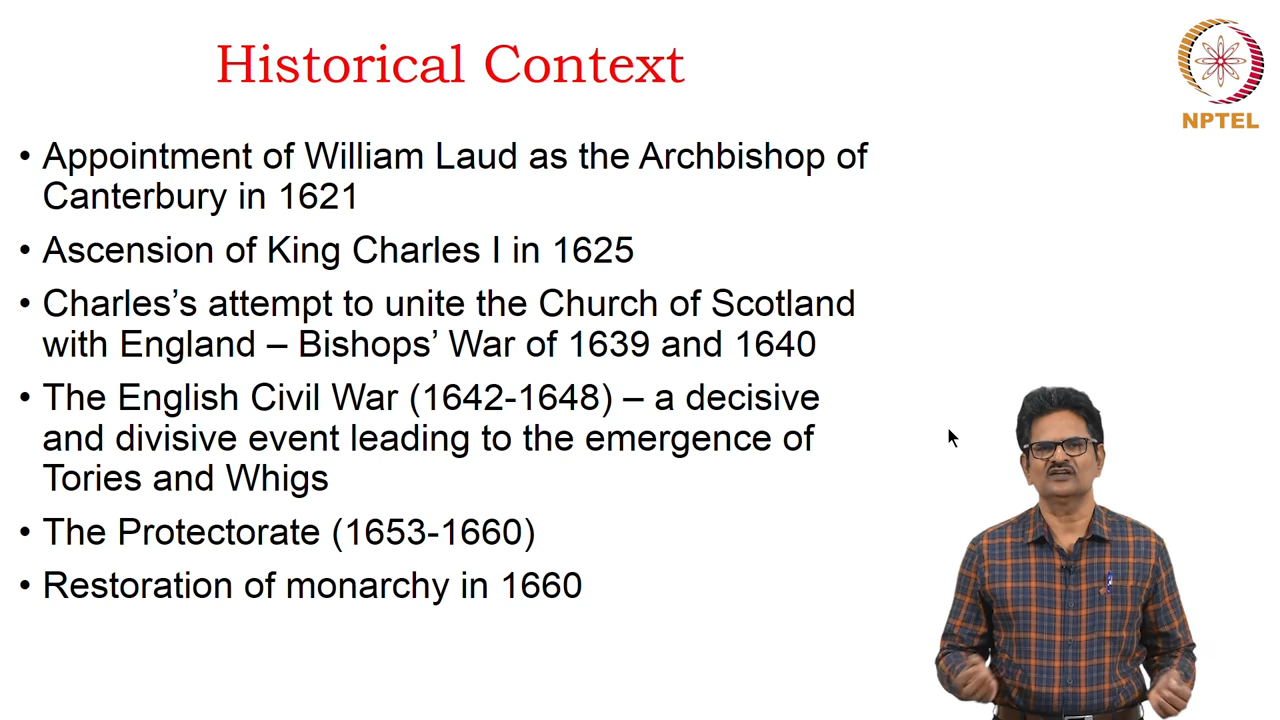 Historical Context
NPTEL
• Appointment of William Laud as the Archbishop of
Canterbury in 1621
• Ascension of King Charles I in 1625
• Charles’s attempt to unite the Church of Scotland
with England – Bishops’ War of 1639 and 1640
• The English Civil War (1642-1648) – a decisive
and divisive event leading to the emergence of
Tories and Whigs
• The Protectorate (1653-1660)
• Restoration of monarchy in 1660